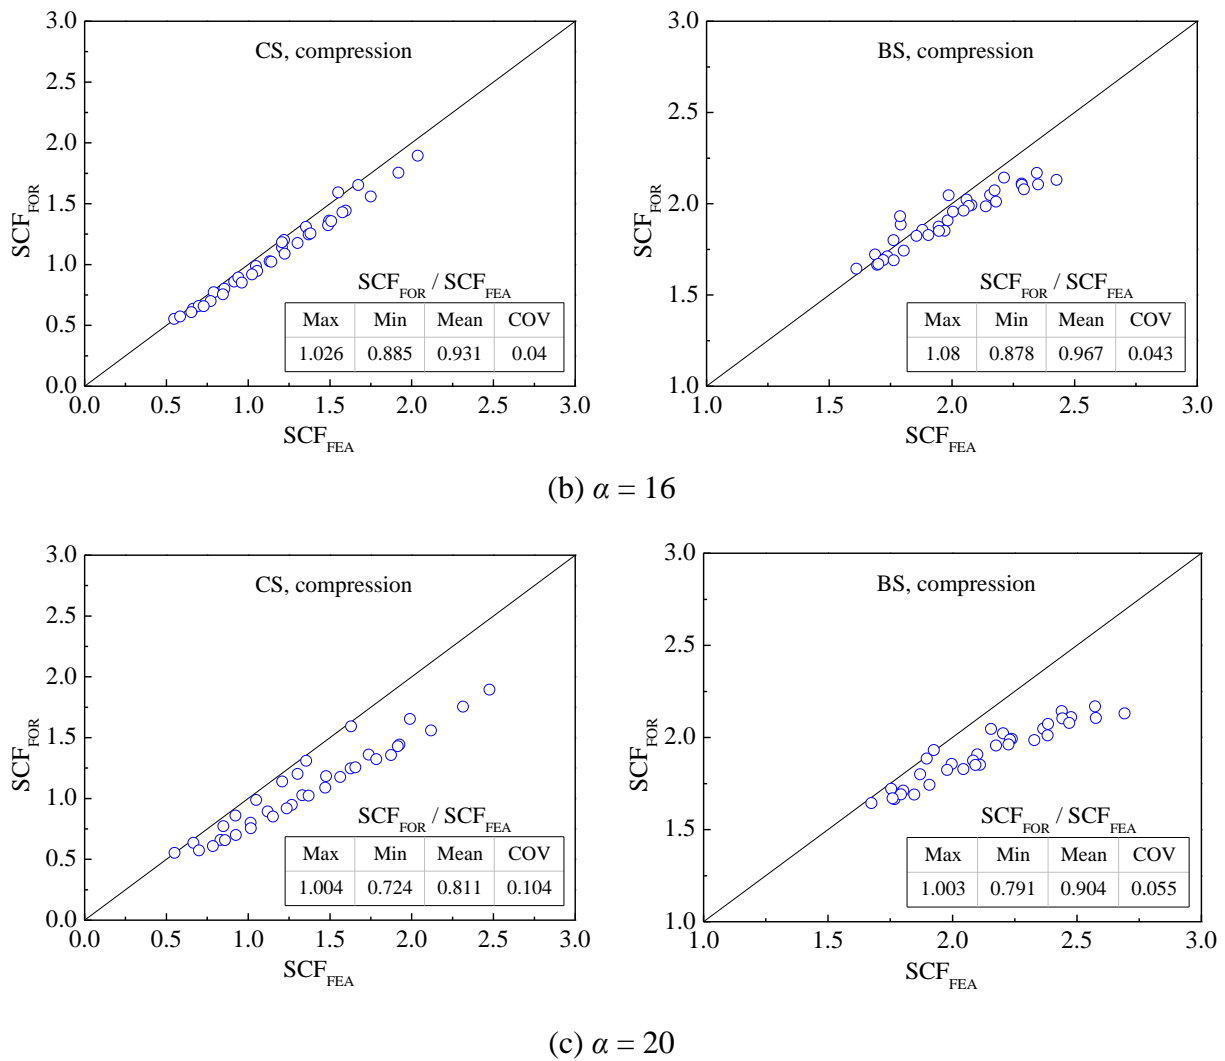 CS, compression
3.0
2.5
2.0
1.5
1.0
0.5
0.0
SCF_FOR
SCF_FOR / SCF_FEA
Max Min Mean COV
1.026 0.885 0.931 0.04
0.0 0.5 1.0 1.5 2.0 2.5 3.0
SCF_FEA
BS, compression
3.0
2.5
2.0
1.5
1.0
SCF_FOR
SCF_FOR / SCF_FEA
Max Min Mean COV
1.08 0.878 0.967 0.043
1.0 1.5 2.0 2.5 3.0
SCF_FEA
(b) α = 16
CS, compression
3.0
2.5
2.0
1.5
1.0
0.5
0.0
SCF_FOR
SCF_FOR / SCF_FEA
Max Min Mean COV
1.004 0.724 0.811 0.104
0.0 0.5 1.0 1.5 2.0 2.5 3.0
SCF_FEA
BS, compression
3.0
2.5
2.0
1.5
1.0
SCF_FOR
SCF_FOR / SCF_FEA
Max Min Mean COV
1.003 0.791 0.904 0.055
1.0 1.5 2.0 2.5 3.0
SCF_FEA
(c) α = 20